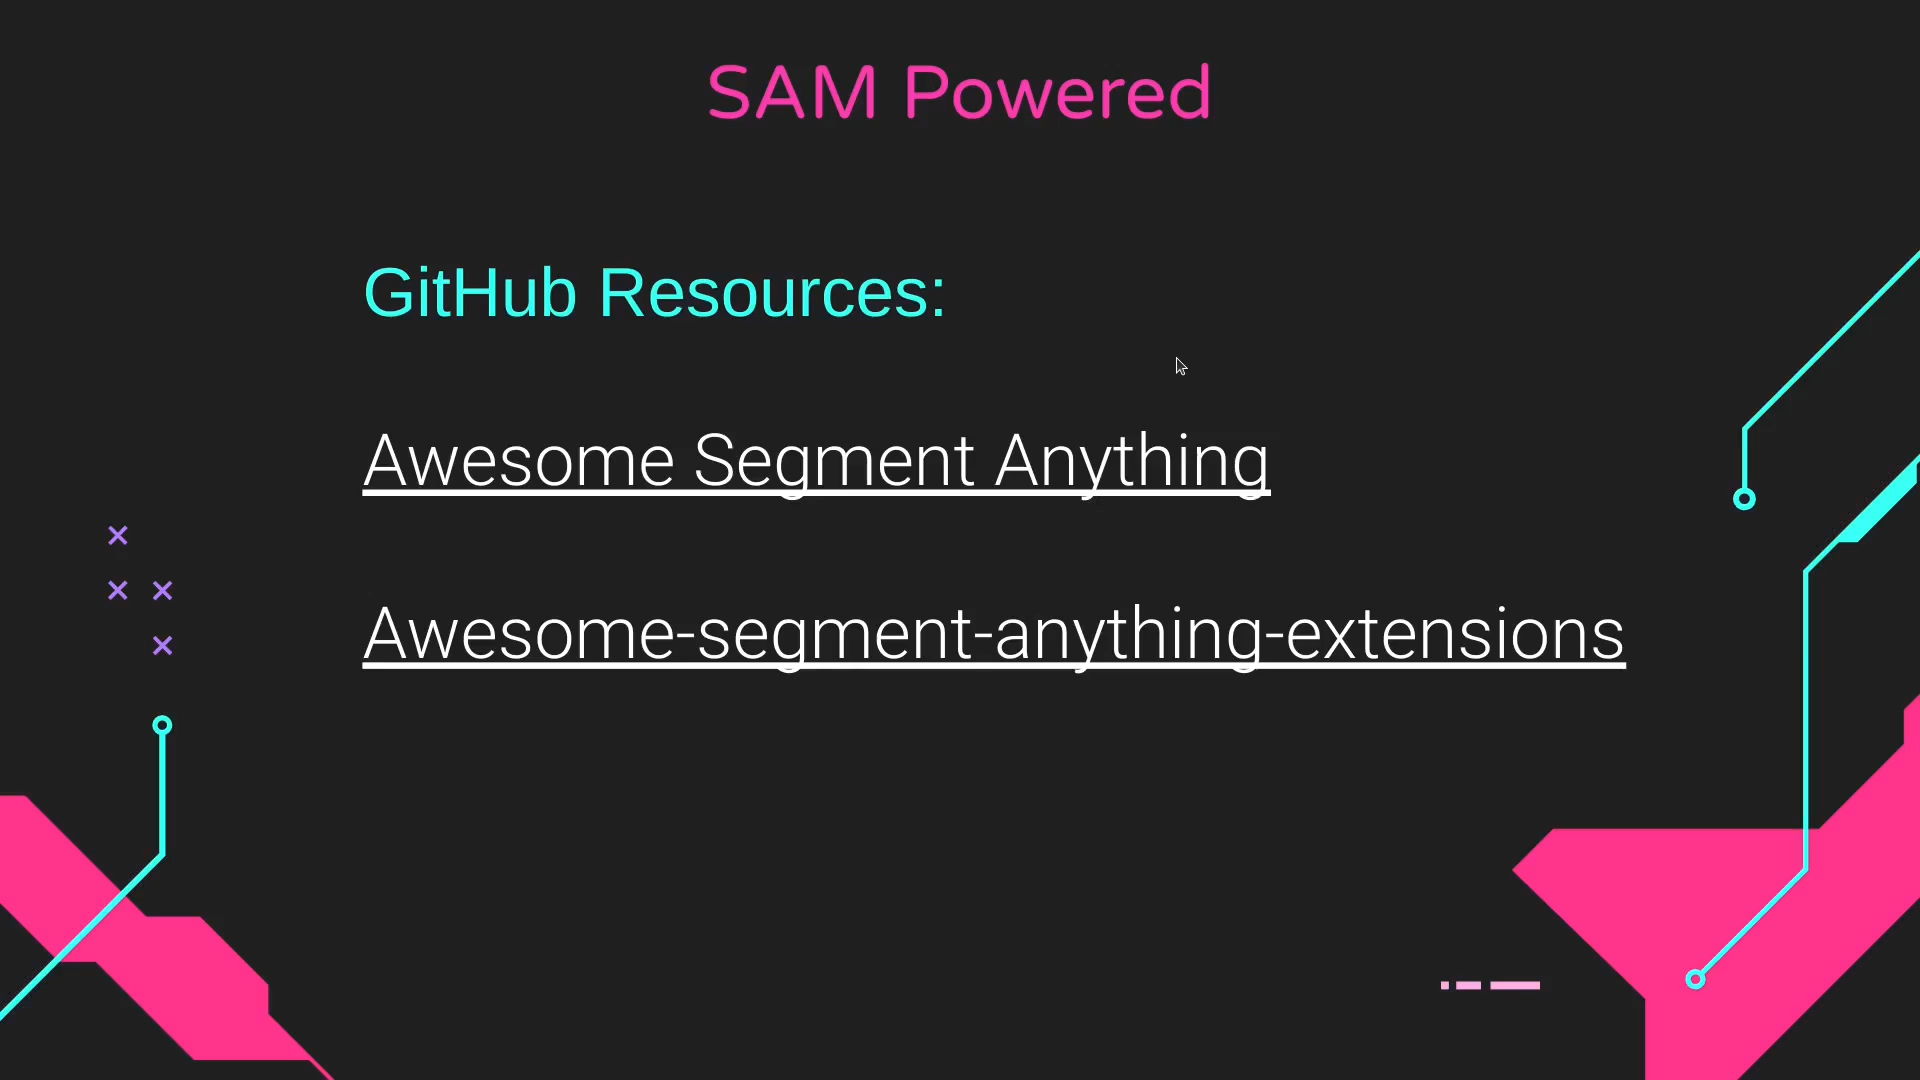 SAM Powered
GitHub Resources:
Awesome Segment Anything
Awesome-segment-anything-extensions